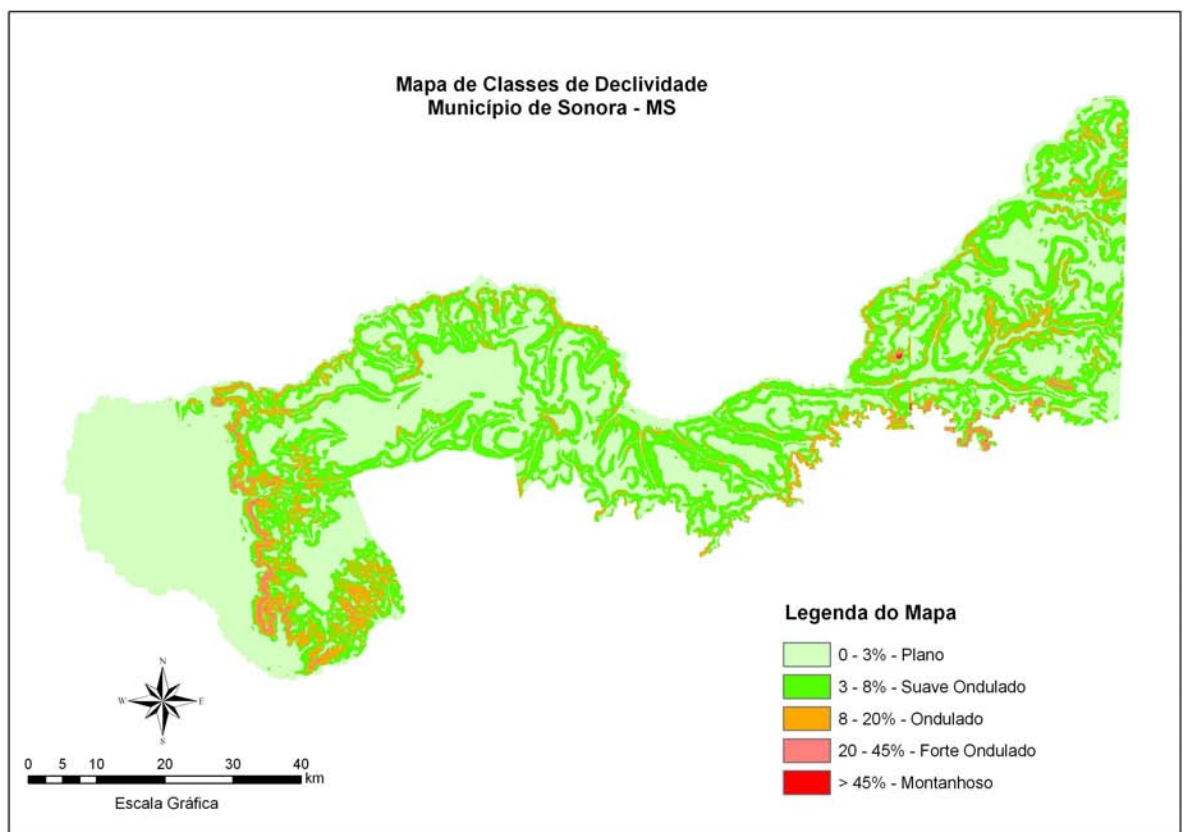 Mapa de Classes de Declividade
Município de Sonora - MS
Legenda do Mapa
0 - 3% - Plano
3 - 8% - Suave Ondulado
8 - 20% - Ondulado
20 - 45% - Forte Ondulado
> 45% - Montanhoso
N
W E
S
0 5 10 20 30 40
km
Escala Gráfica